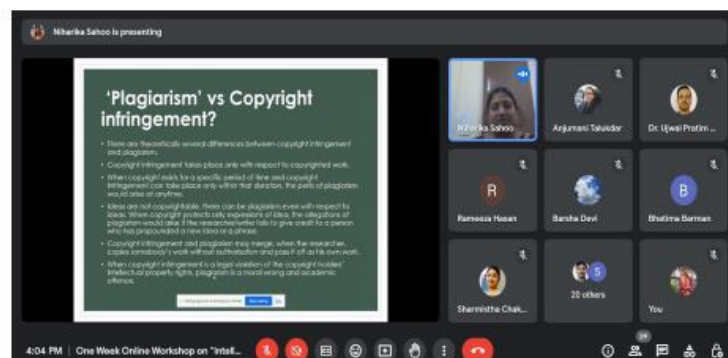 Niharika Sahoo is presenting
'Plagiarism' vs Copyright
infringement?
• There are theoretically several differences between copyright infringement
and plagiarism.
• Copyright infringement takes place only with respect to copyrighted work.
• When copyright exists for a specific period of time and copyright
infringement can take place only within that duration, the perils of plagiarism
would arise at anytime.
• Ideas are not copyrightable, there can be plagiarism even with respect to
ideas. When copyright protects only expressions of idea, the allegations of
plagiarism would arise if the researcher/writer fails to give credit to a person
who has propounded a new idea or a phrase.
• Copyright infringement and plagiarism may merge, when the researcher,
copies somebody's work without authorisation and pass it off as his own work.
• When copyright infringement is a legal violation of the copyright holders'
intellectual property rights, plagiarism is a moral wrong and academic
offence.
Niharika Sahoo
Anjumani Talukdar
Dr. Ujwal Pratim ...
R
Rameeza Hasan
Barsha Devi
B
Bhatima Barman
Sharmistha Chak...
S
20 others
You
4:04 PM | One Week Online Workshop on "Intell...